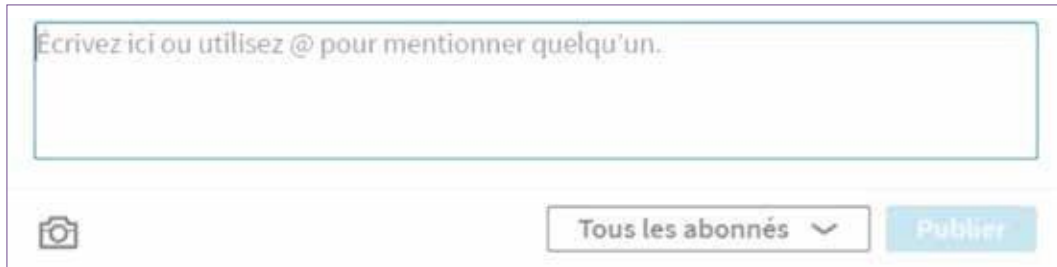 Écrivez ici ou utilisez @ pour mentionner quelqu'un.
Tous les abonnés
Publier